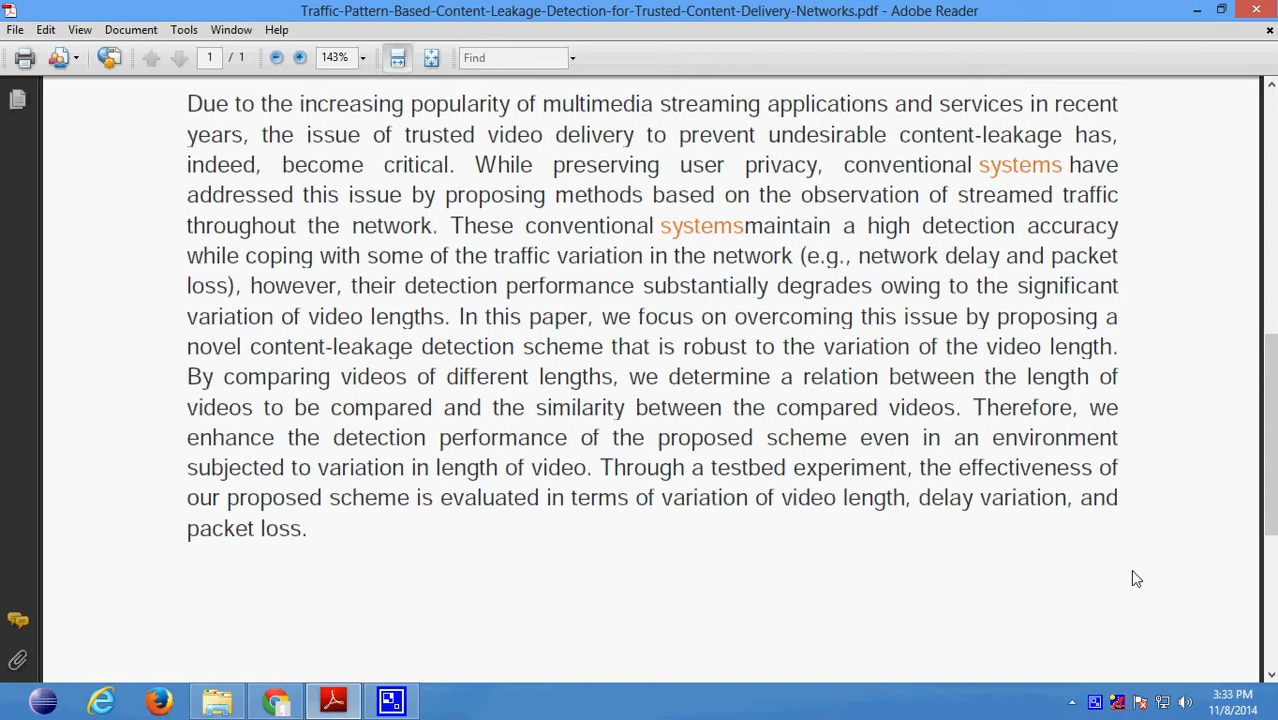 Traffic-Pattern-Based-Content-Leakage-Detection-for-Trusted-Content-Delivery-Networks.pdf - Adobe Reader
File Edit View Document Tools Window Help
1 / 1 143% Find
Due to the increasing popularity of multimedia streaming applications and services in recent
years, the issue of trusted video delivery to prevent undesirable content-leakage has,
indeed, become critical. While preserving user privacy, conventional systems have
addressed this issue by proposing methods based on the observation of streamed traffic
throughout the network. These conventional systemsmaintain a high detection accuracy
while coping with some of the traffic variation in the network (e.g., network delay and packet
loss), however, their detection performance substantially degrades owing to the significant
variation of video lengths. In this paper, we focus on overcoming this issue by proposing a
novel content-leakage detection scheme that is robust to the variation of the video length.
By comparing videos of different lengths, we determine a relation between the length of
videos to be compared and the similarity between the compared videos. Therefore, we
enhance the detection performance of the proposed scheme even in an environment
subjected to variation in length of video. Through a testbed experiment, the effectiveness of
our proposed scheme is evaluated in terms of variation of video length, delay variation, and
packet loss.
3:33 PM
11/8/2014